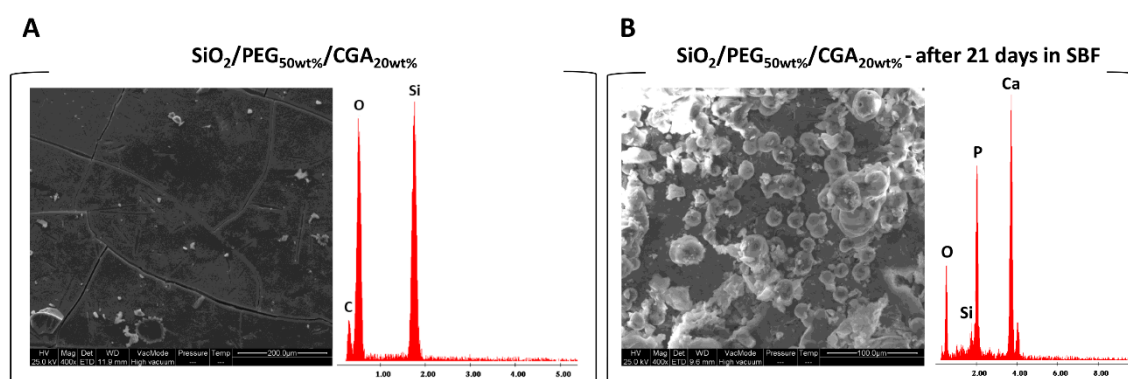 A
SiO2/PEG50wt%/CGA20wt%
O
Si
C
HV Mag Det WD VacMode Pressure Temp 200.0μm
25.0 kV 400x ETD 11.9 mm High vacuum
1.00 2.00 3.00 4.00 5.00
B
SiO2/PEG50wt%/CGA20wt% - after 21 days in SBF
Ca
P
O
Si
HV Mag Det WD VacMode Pressure Temp 100.0μm
25.0 kV 400x ETD 9.6 mm High vacuum
2.00 4.00 6.00 8.00